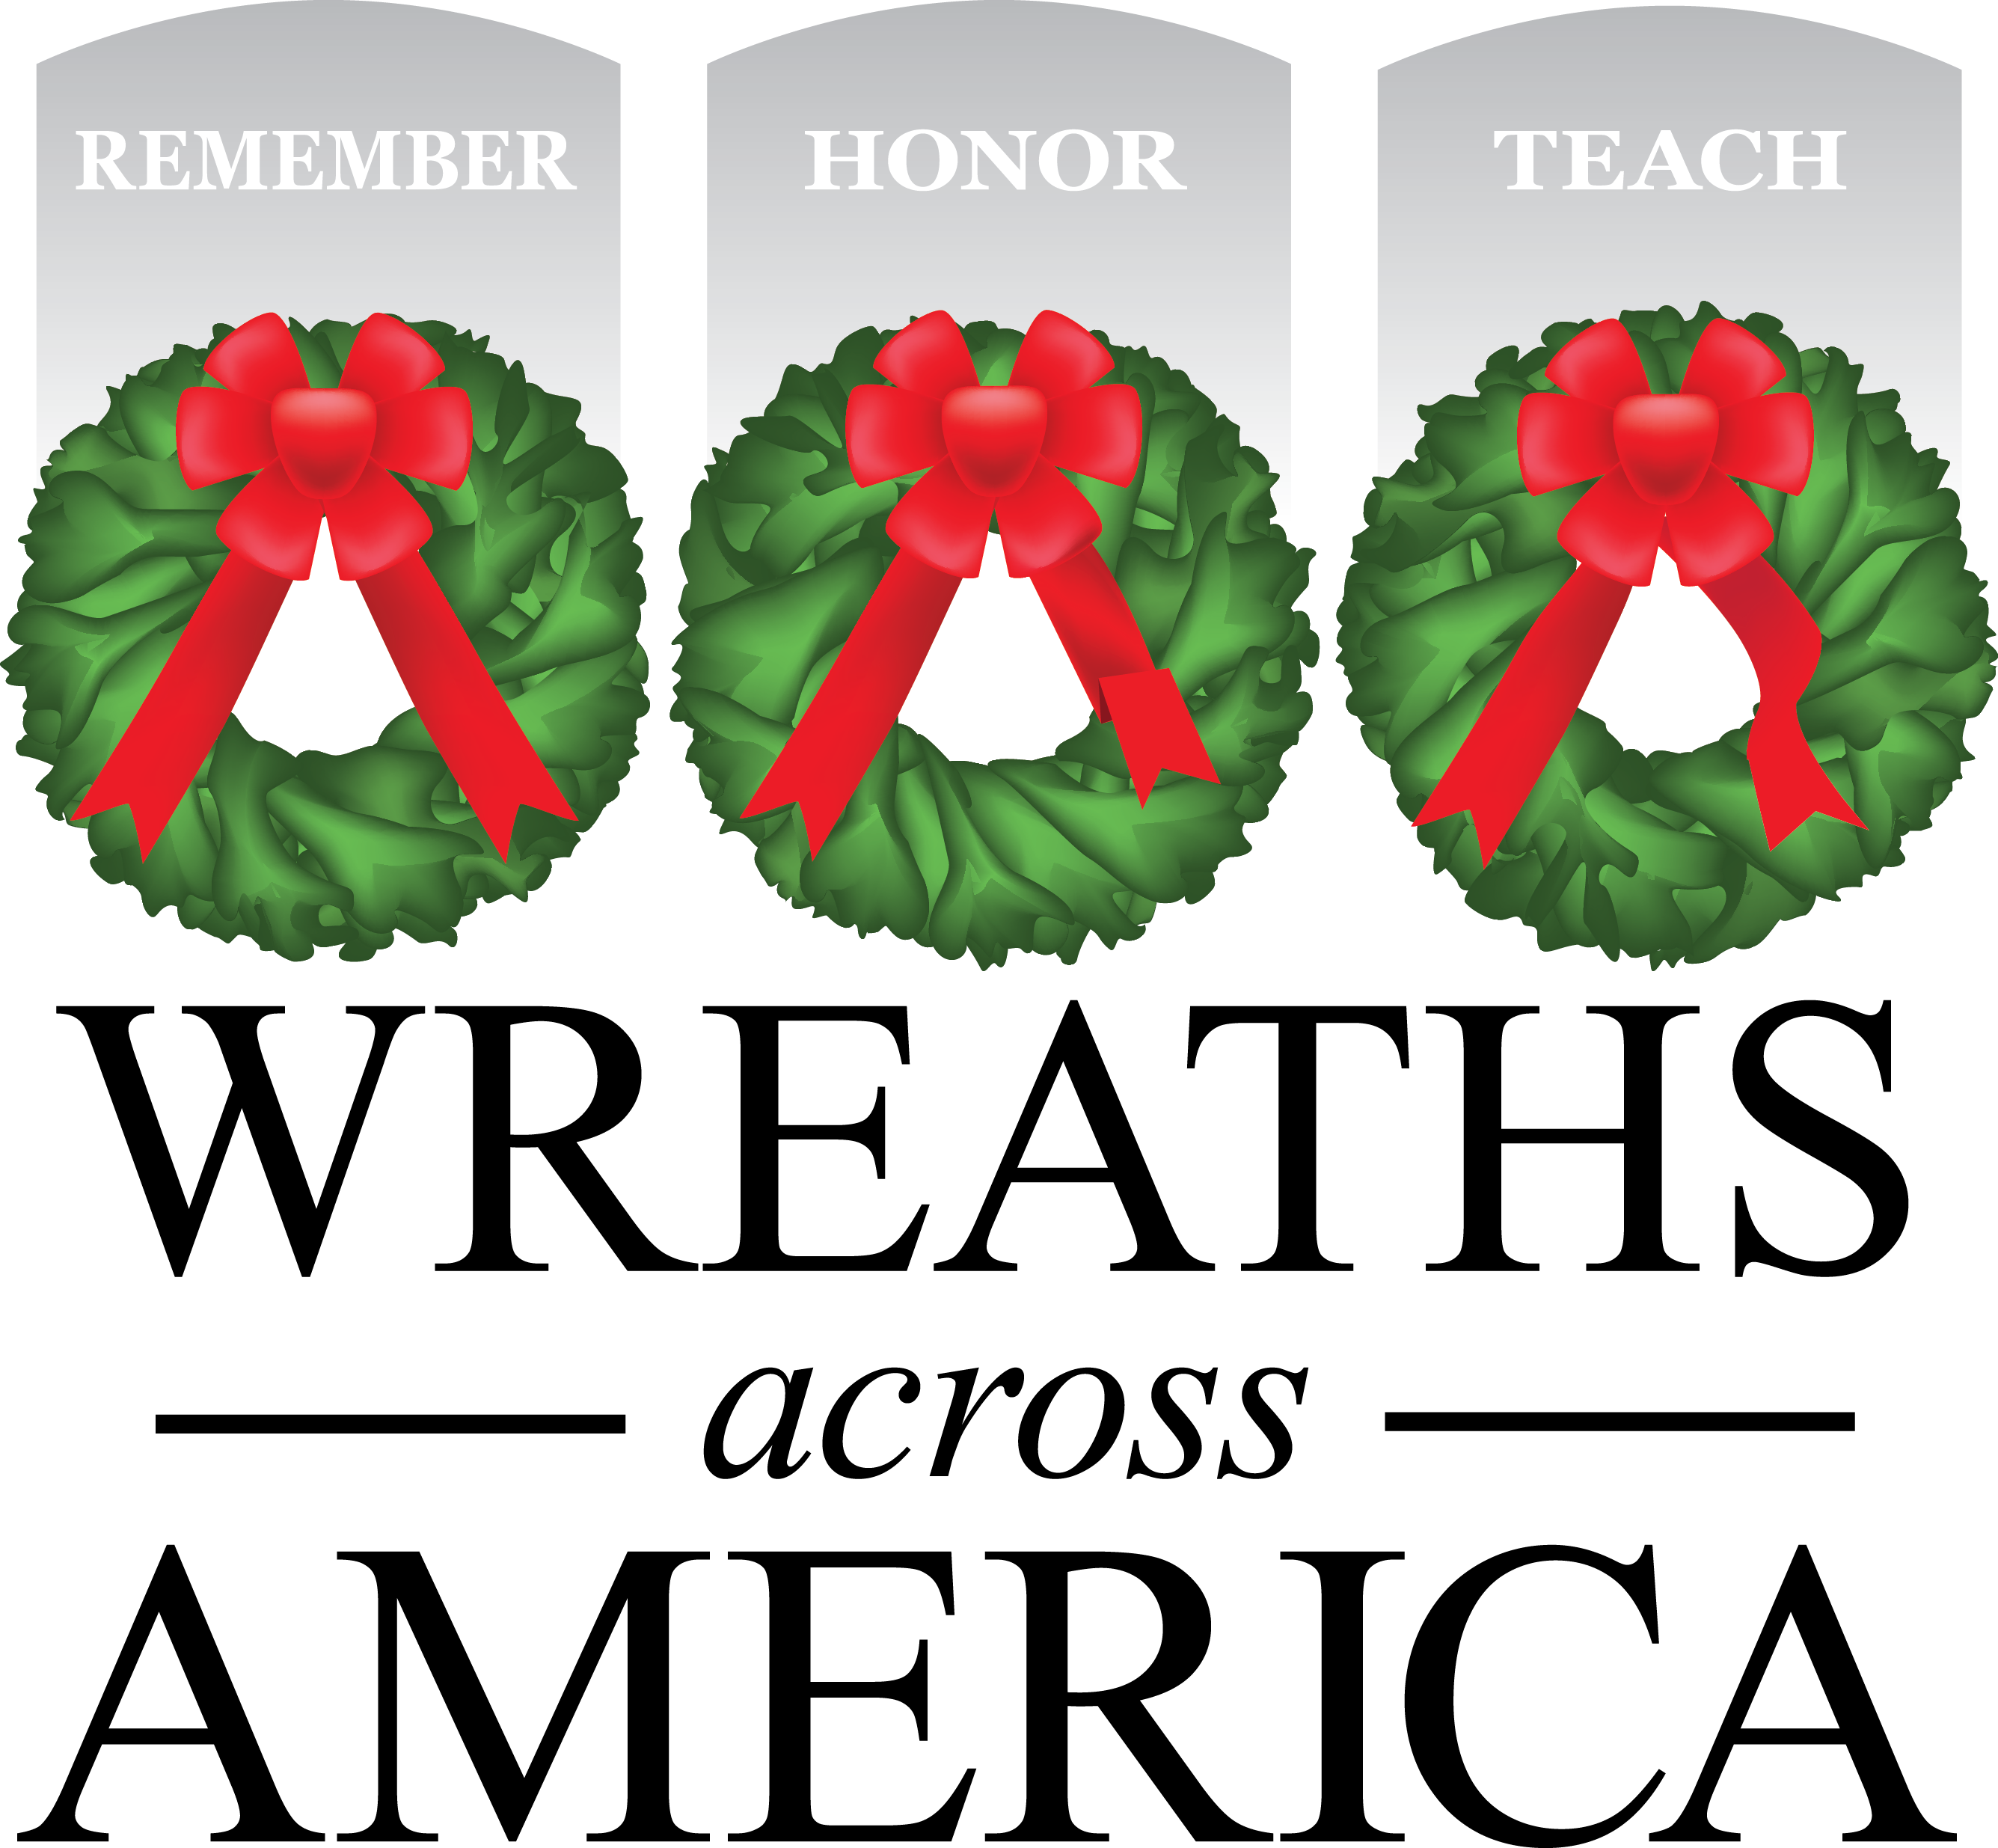 REMEMBER HONOR TEACH
WREATHS
across
AMERICA